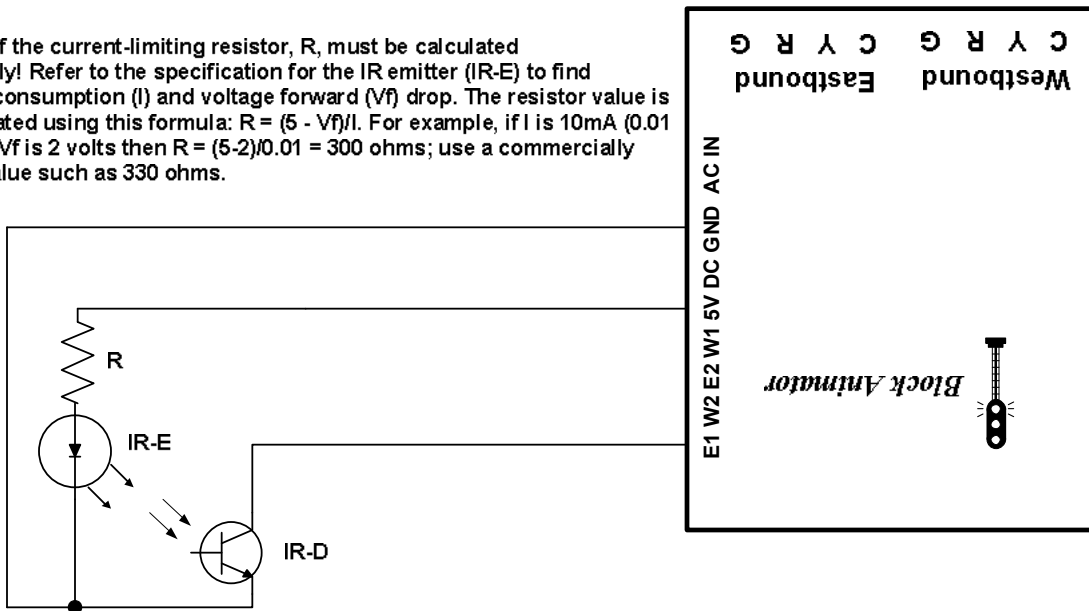 f the current-limiting resistor, R, must be calculated
ly! Refer to the specification for the IR emitter (IR-E) to find
consumption (I) and voltage forward (Vf) drop. The resistor value is
ated using this formula: R = (5 - Vf)/I. For example, if I is 10mA (0.01
Vf is 2 volts then R = (5-2)/0.01 = 300 ohms; use a commercially
alue such as 330 ohms.
G R Y C
Eastbound
G R Y C
Westbound
E1 W2 E2 W1 5V DC GND AC IN
R
IR-E
IR-D
Block Animator